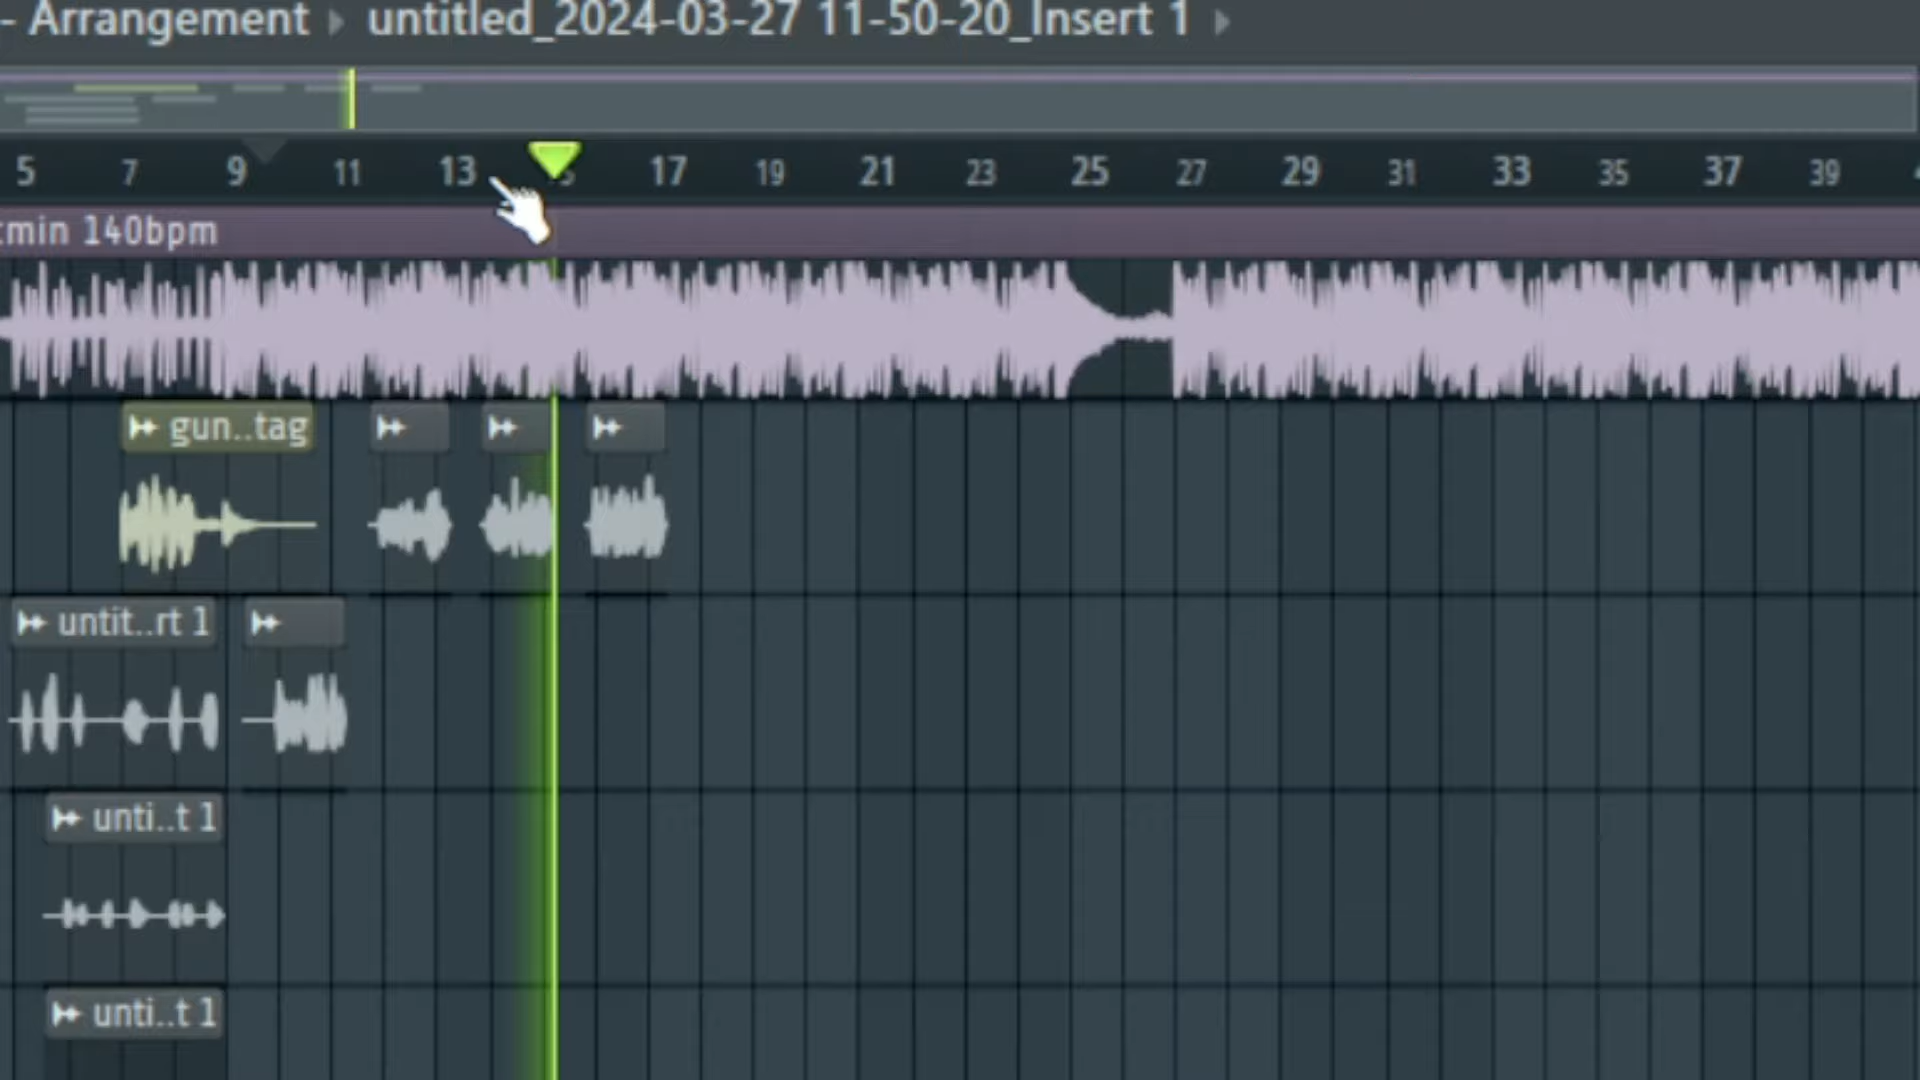 - Arrangement untitled_2024-03-27 11-50-20_Insert 1
5 7 9 11 13 17 19 21 23 25 27 29 31 33 35 37 39
min 140bpm
gun..tag
untit..rt 1
unti..t 1
unti..t 1